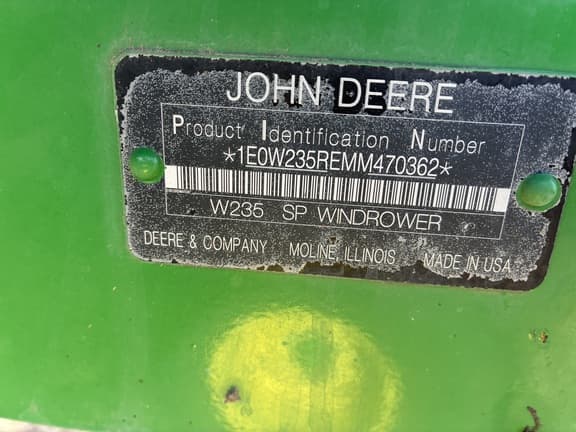 JOHN DEERE
Product Identification Number
*1E0W235REMM470362*
W235 SP WINDROWER
DEERE & COMPANY MOLINE, ILLINOIS MADE IN USA